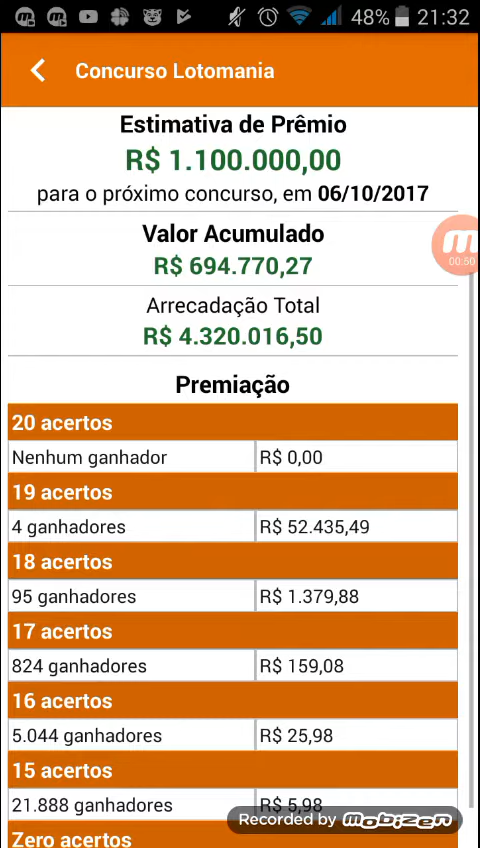 48% 21:32
Concurso Lotomania
Estimativa de Prêmio
R$ 1.100.000,00
para o próximo concurso, em 06/10/2017
Valor Acumulado
R$ 694.770,27
00:50
Arrecadação Total
R$ 4.320.016,50
Premiação
20 acertos
Nenhum ganhador R$ 0,00
19 acertos
4 ganhadores R$ 52.435,49
18 acertos
95 ganhadores R$ 1.379,88
17 acertos
824 ganhadores R$ 159,08
16 acertos
5.044 ganhadores R$ 25,98
15 acertos
21.888 ganhadores R$ 5,98
Recorded by mobizen
Zero acertos